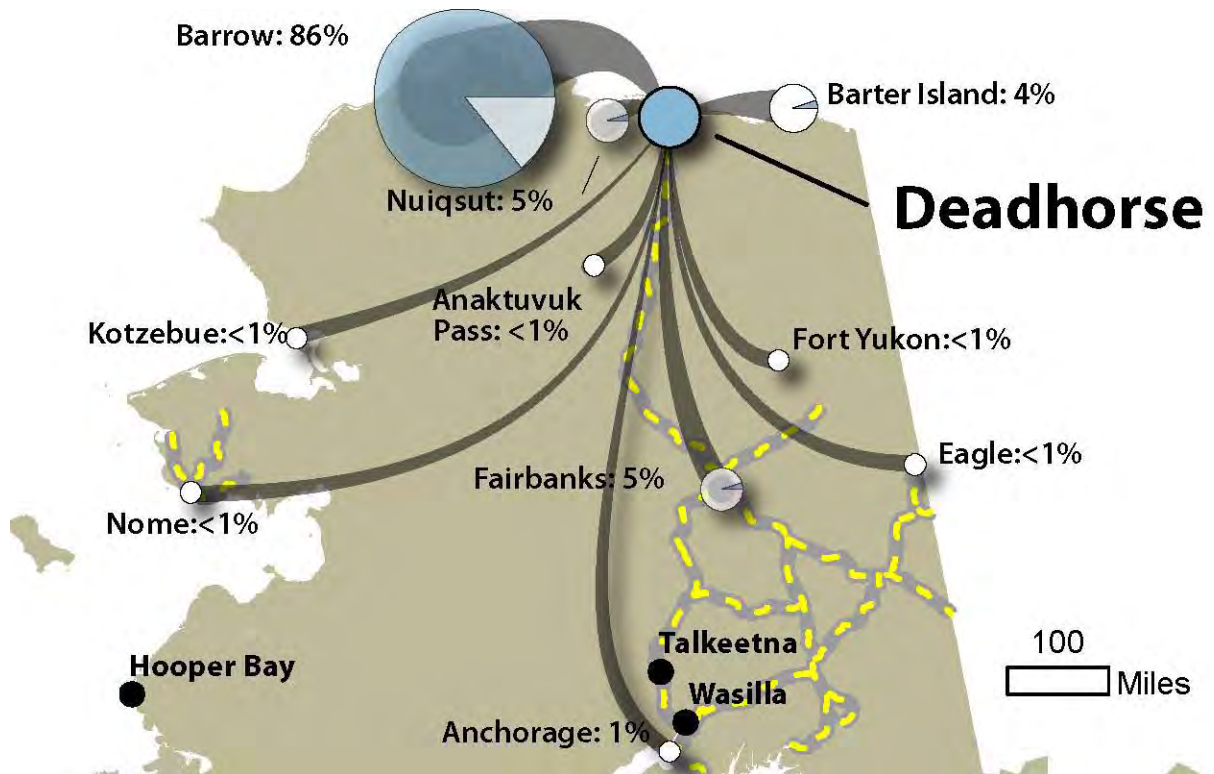 Barrow: 86%
Barter Island: 4%
Nuiqsut: 5%
Deadhorse
Anaktuvuk
Pass: <1%
Kotzebue:<1%
Fort Yukon:<1%
Eagle:<1%
Fairbanks: 5%
Nome:<1%
Talkeetna
100
Miles
Hooper Bay
Wasilla
Anchorage: 1%